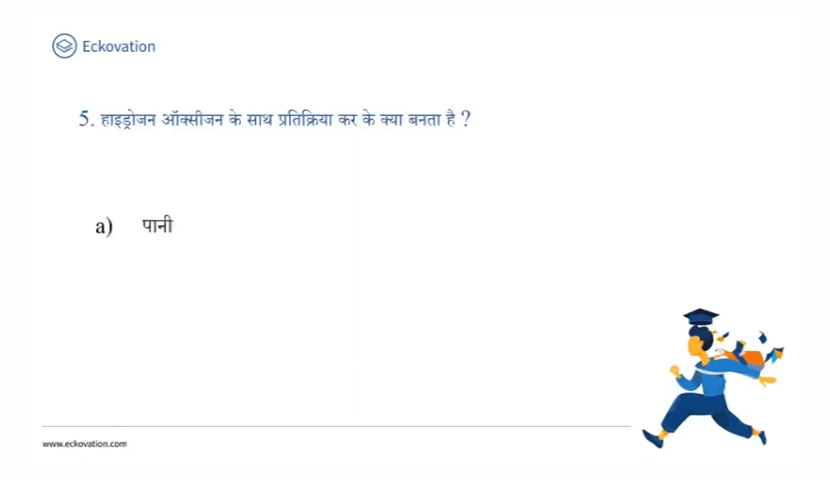 Eckovation
5. हाइड्रोजन ऑक्सीजन के साथ प्रतिक्रिया कर के क्या बनता है ?
a) पानी
www.eckovation.com